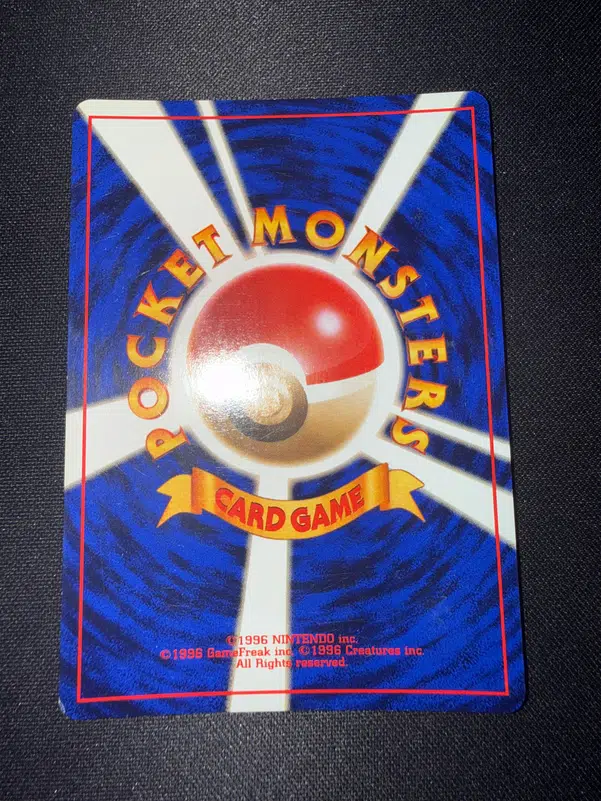 POCKET MONSTERS
CARD GAME
©1996 NINTENDO inc.
©1996 GameFreak inc. ©1996 Creatures inc.
All Rights reserved.